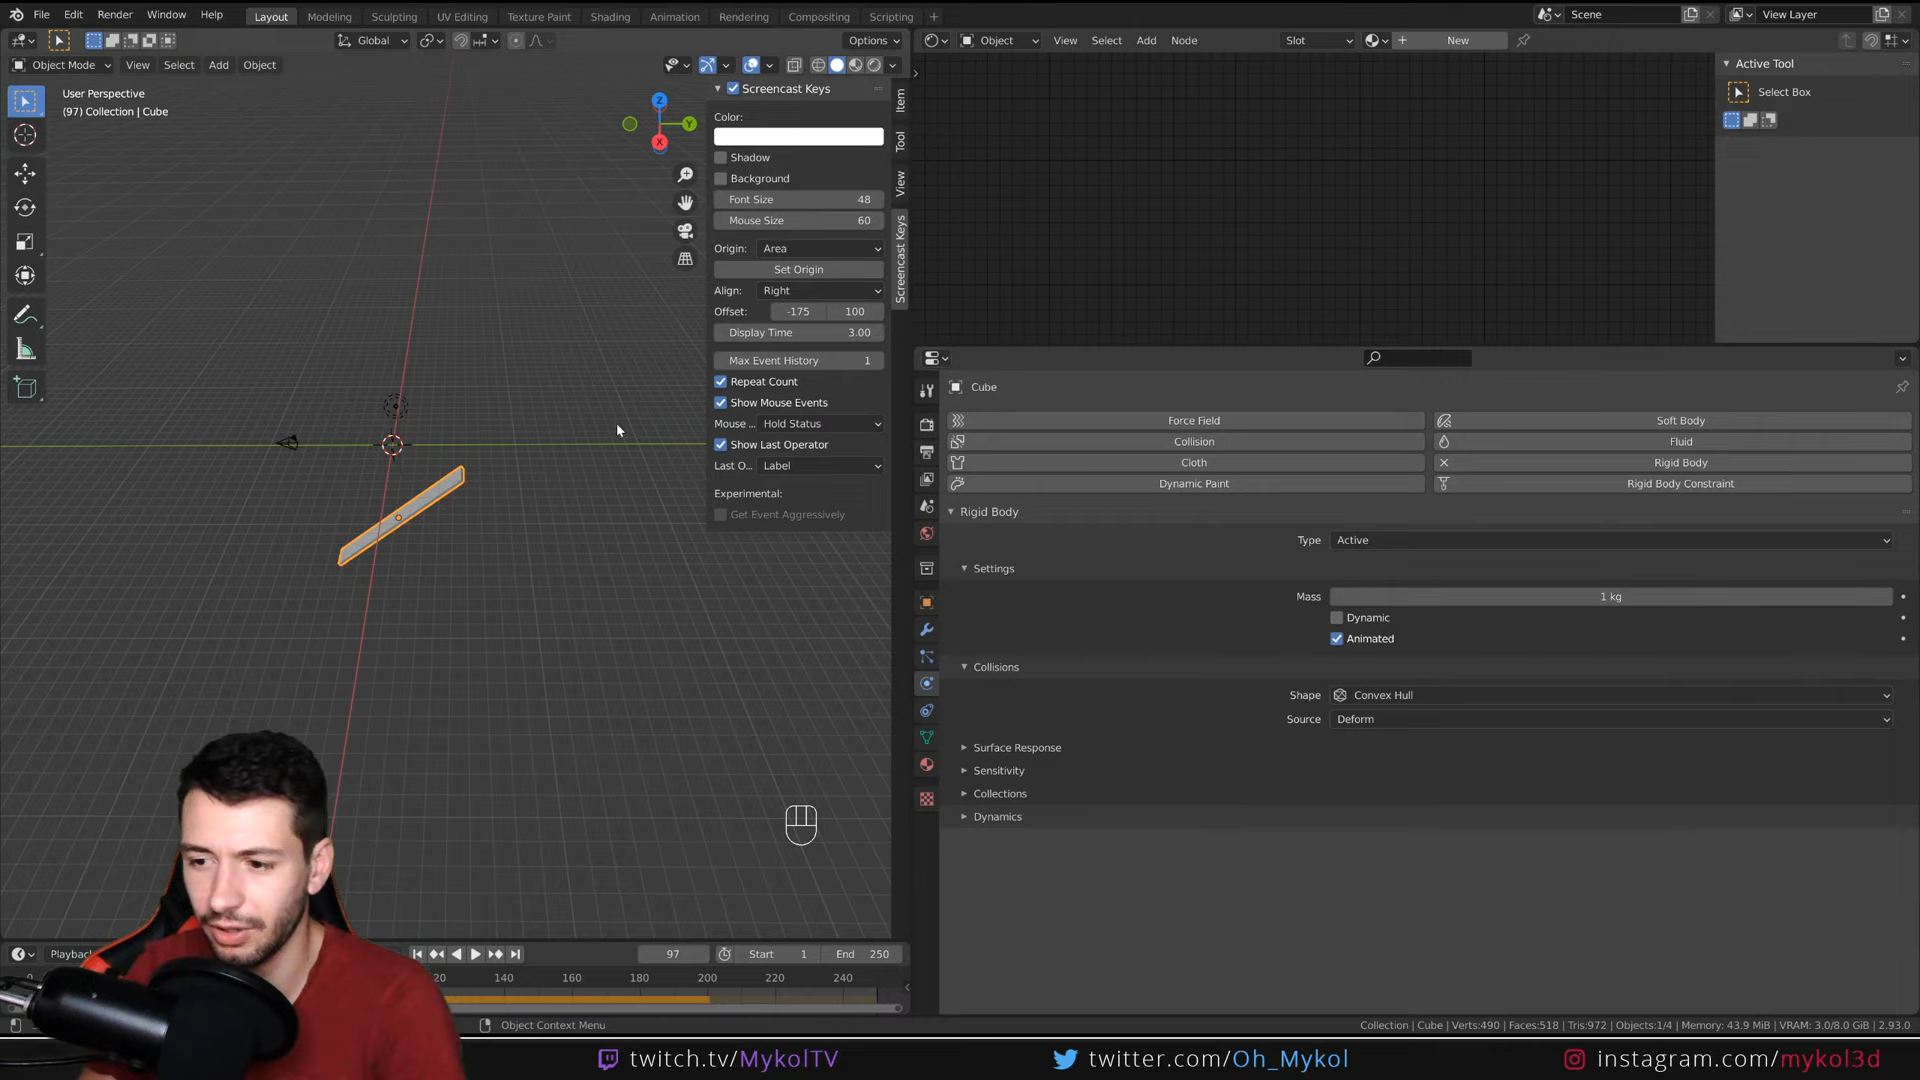 File Edit Render Window Help Layout Modeling Sculpting UV Editing Texture Paint Shading Animation Rendering Compositing Scripting + Scene View Layer
Global Options
Object Mode View Select Add Object
User Perspective
(97) Collection | Cube
Z
Y
X
Screencast Keys
Color:
Shadow
Background
Font Size 48
Mouse Size 60
Origin: Area
Set Origin
Align: Right
Offset: -175 100
Display Time 3.00
Max Event History 1
Repeat Count
Show Mouse Events
Mouse ... Hold Status
Show Last Operator
Last O... Label
Experimental:
Get Event Aggressively
Item
Tool
View
Screencast Keys
Object View Select Add Node Slot New
Active Tool
Select Box
Cube
Force Field Soft Body
Collision Fluid
Cloth Rigid Body
Dynamic Paint Rigid Body Constraint
Rigid Body
Type Active
Settings
Mass 1 kg
Dynamic
Animated
Collisions
Shape Convex Hull
Source Deform
Surface Response
Sensitivity
Collections
Dynamics
Playback 97 Start 1 End 250
140 160 180 200 220 240
Object Context Menu
Collection | Cube | Verts:490 | Faces:518 | Tris:972 | Objects:1/4 | Memory: 43.9 MiB | VRAM: 3.0/8.0 GiB | 2.93.0
twitch.tv/MykolTV twitter.com/Oh_Mykol instagram.com/mykol3d